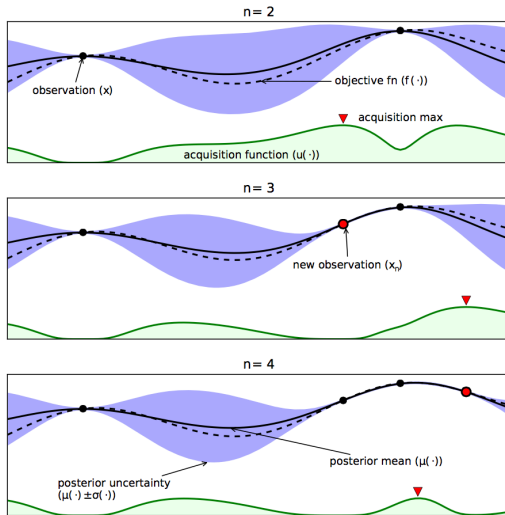 n= 2
objective fn (f(·))
observation (x)
acquisition max
acquisition function (u(·))
n= 3
new observation (xn)
n= 4
posterior mean (μ(·))
posterior uncertainty
(μ(·) ±σ(·))